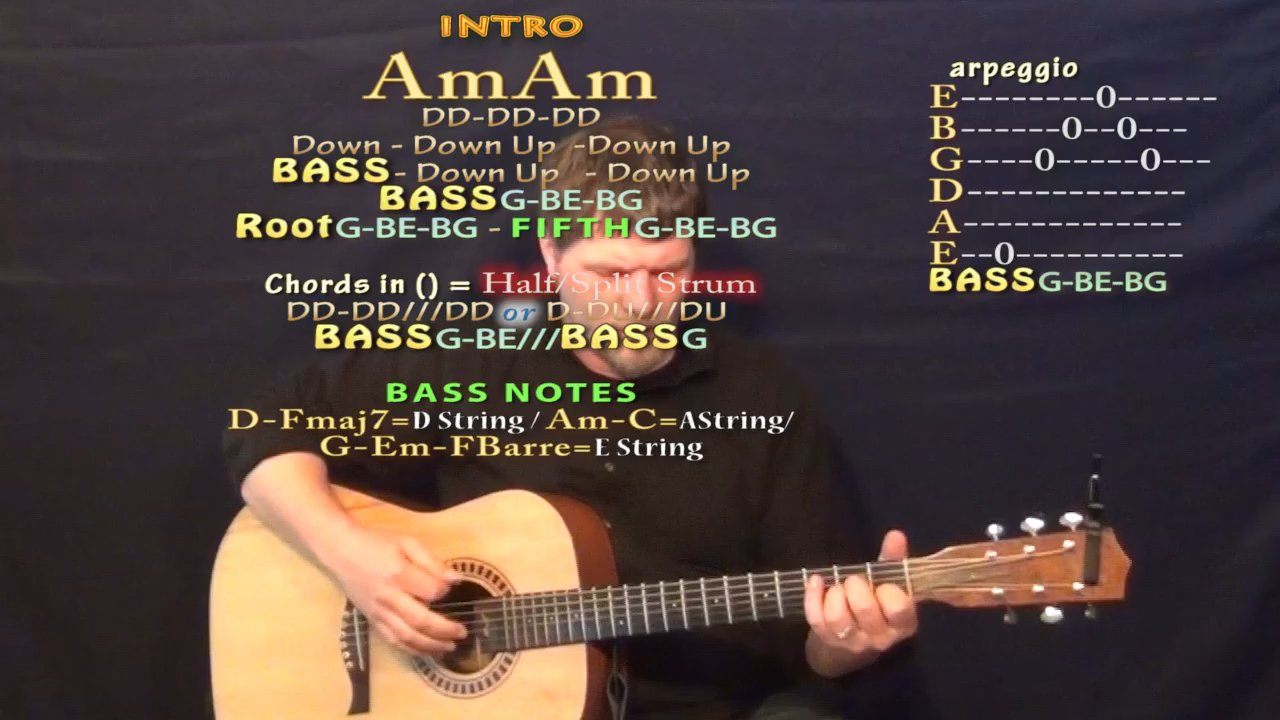 INTRO
AmAm
DD-DD-DD
Down - Down Up -Down Up
BASS- Down Up - Down Up
BASSG-BE-BG
RootG-BE-BG - FIFTHG-BE-BG
Chords in () = Half/Split Strum
DD-DD///DD or D-DU///DU
BASSG-BE///BASSG
BASS NOTES
D-Fmaj7=D String / Am-C=AString/
G-Em-FBarre=E String
arpeggio
E--------0------
B------0--0---
G----0-----0---
D-------------
A-------------
E--0----------
BASSG-BE-BG